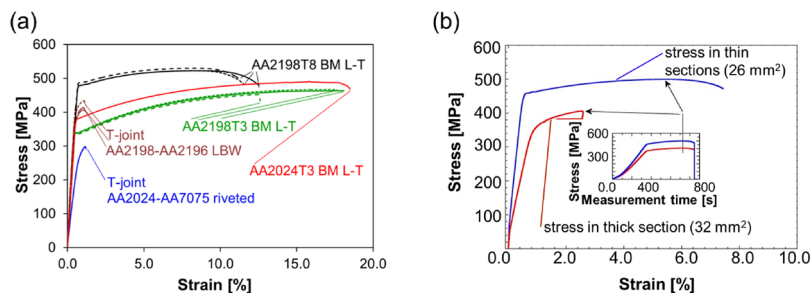 (a)
600
500
400
300
200
100
0
Stress [MPa]
0.0
5.0
10.0
15.0
20.0
Strain [%]
AA2198T8 BM L-T
T-joint
AA2198-AA2196 LBW
AA2198T3 BM L-T
AA2024T3 BM L-T
T-joint
AA2024-AA7075 riveted
(b)
600
500
400
300
200
100
0
Stress [MPa]
0.0
2.0
4.0
6.0
8.0
10.0
Strain [%]
stress in thin
sections (26 mm²)
600
300
Stress [MPa]
0.0
400
800
Measurement time [s]
stress in thick section (32 mm²)